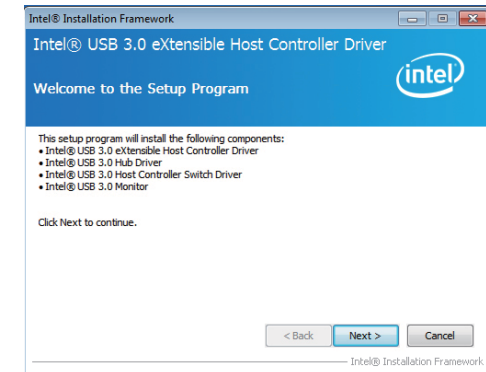 Intel® Installation Framework
Intel® USB 3.0 eXtensible Host Controller Driver
intel
Welcome to the Setup Program
This setup program will install the following components:
• Intel® USB 3.0 eXtensible Host Controller Driver
• Intel® USB 3.0 Hub Driver
• Intel® USB 3.0 Host Controller Switch Driver
• Intel® USB 3.0 Monitor
Click Next to continue.
< Back Next > Cancel
Intel® Installation Framework